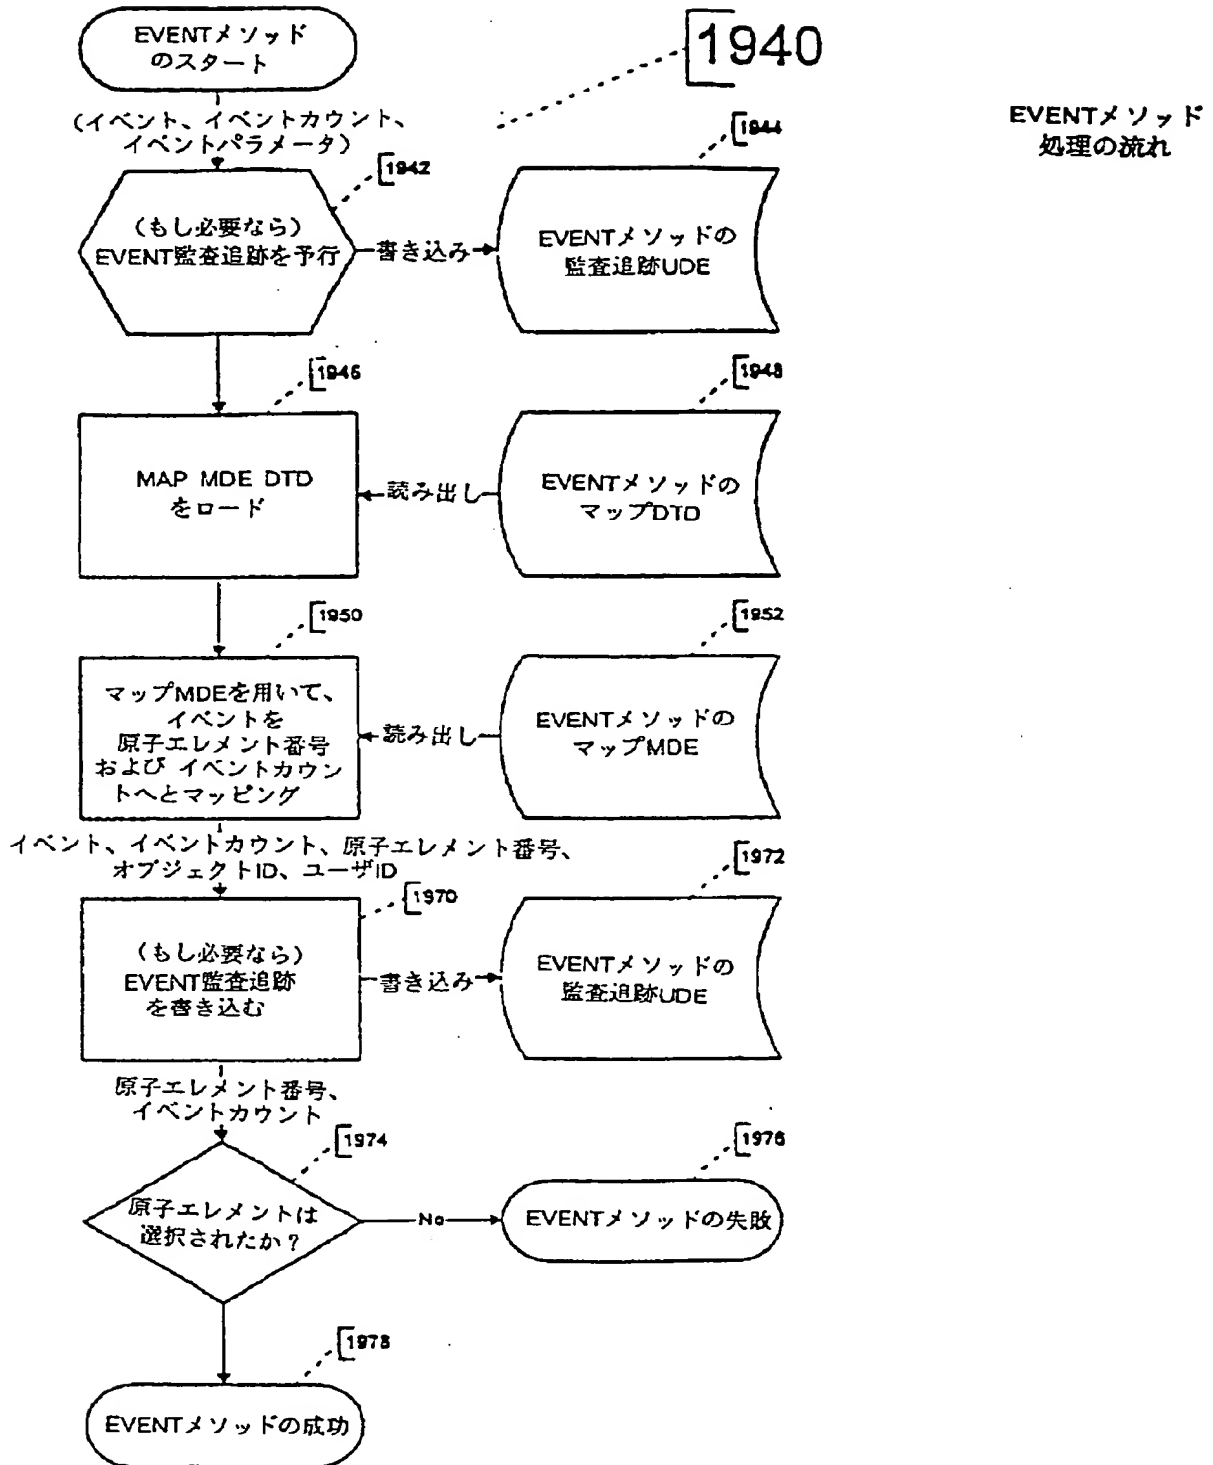 EVENTメソッド
のスタート
1940
EVENTメソッド
処理の流れ
(イベント、イベントカウント、
イベントパラメータ)
1942
1944
(もし必要なら)
EVENT監査追跡を予行
書き込み
EVENTメソッドの
監査追跡UDE
1946
1948
MAP MDE DTD
をロード
読み出し
EVENTメソッドの
マップDTD
1950
1952
マップMDEを用いて、
イベントを
原子エレメント番号
および イベントカウン
トへとマッピング
読み出し
EVENTメソッドの
マップMDE
イベント、イベントカウント、原子エレメント番号、
オブジェクトID、ユーザID
1970
1972
(もし必要なら)
EVENT監査追跡
を書き込む
書き込み
EVENTメソッドの
監査追跡UDE
原子エレメント番号、
イベントカウント
1974
1976
原子エレメントは
選択されたか?
No
EVENTメソッドの失敗
1978
EVENTメソッドの成功